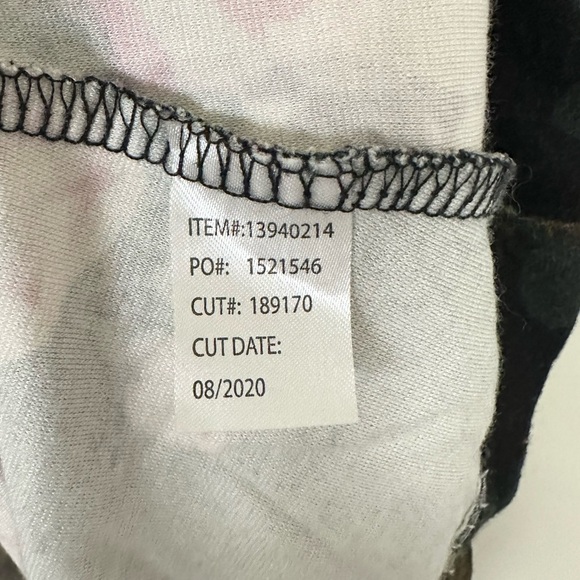 ITEM#:13940214
PO#: 1521546
CUT#: 189170
CUT DATE:
08/2020